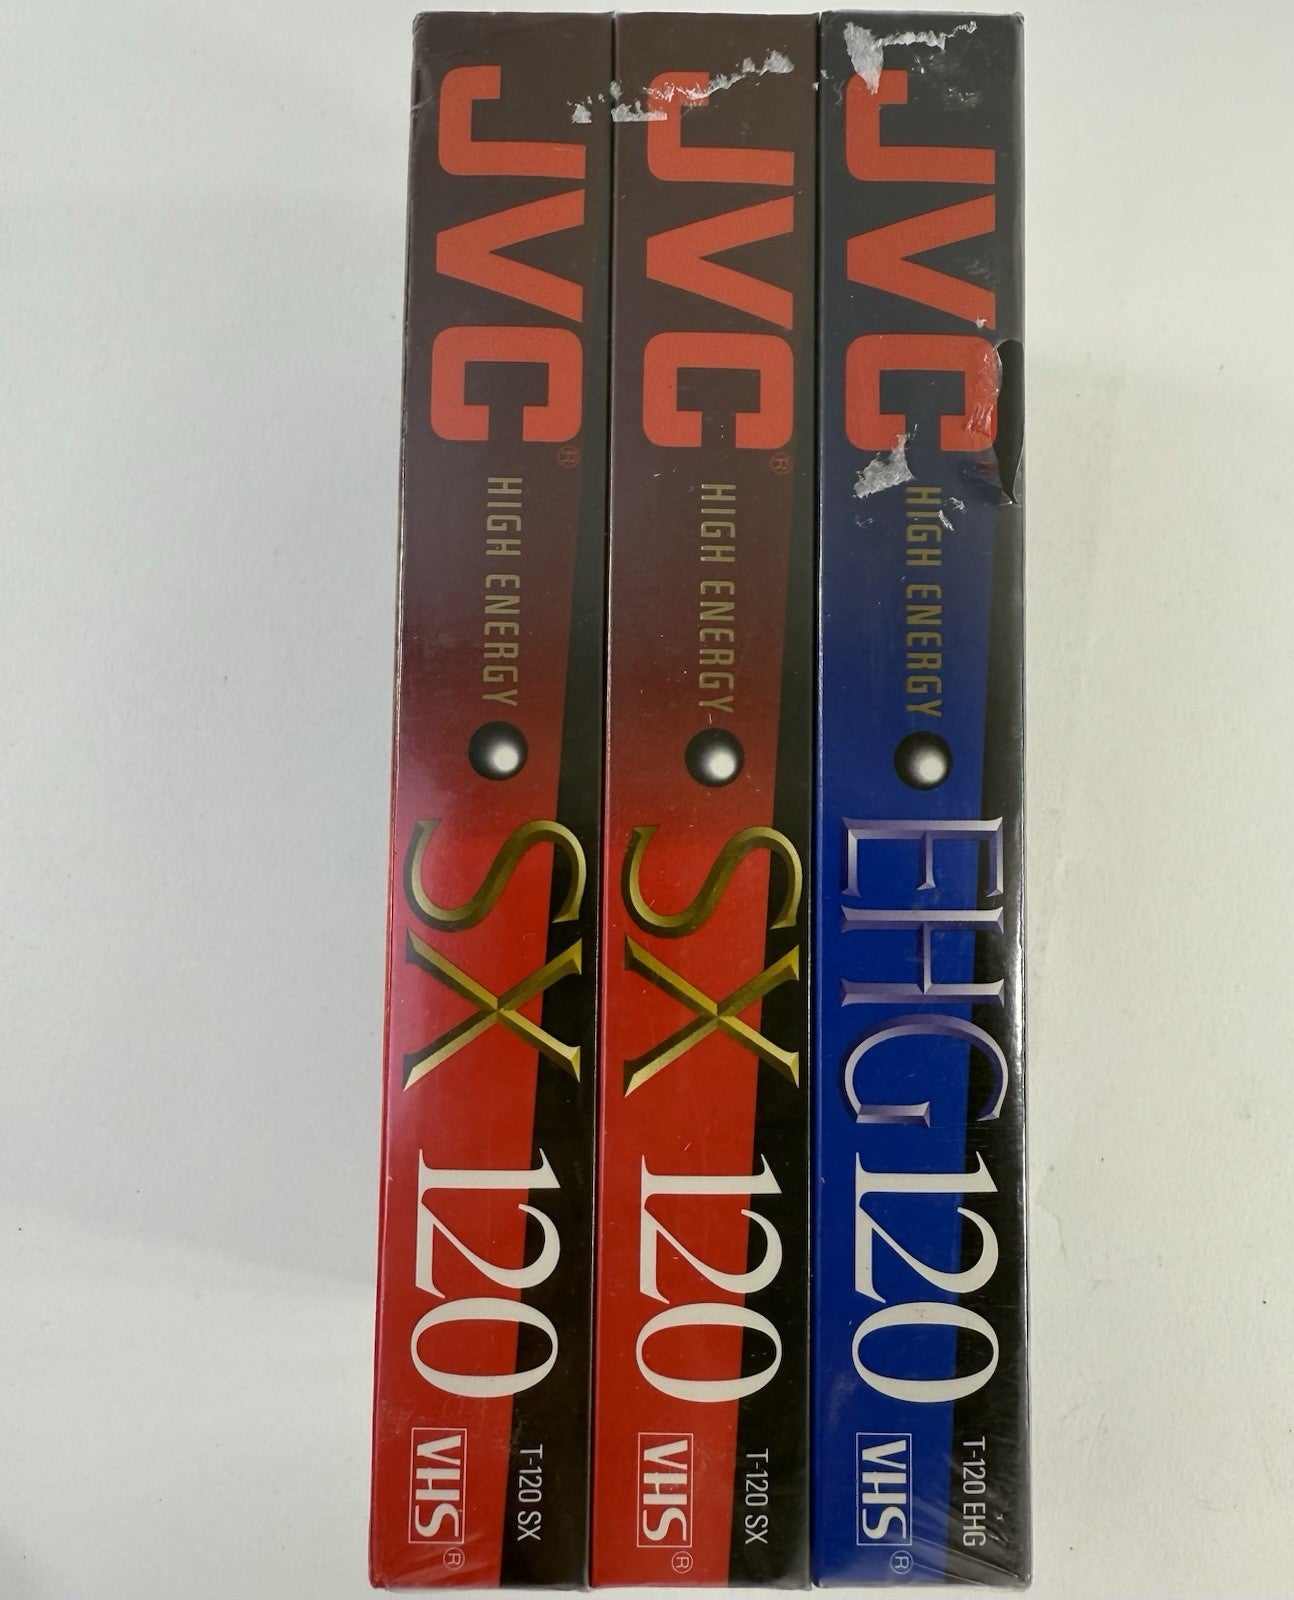 JVC®
HIGH ENERGY
SX
120
T-120 SX
VHS®
JVC®
HIGH ENERGY
SX
120
T-120 SX
VHS®
JVC®
HIGH ENERGY
EHG
120
T-120 EHG
VHS®